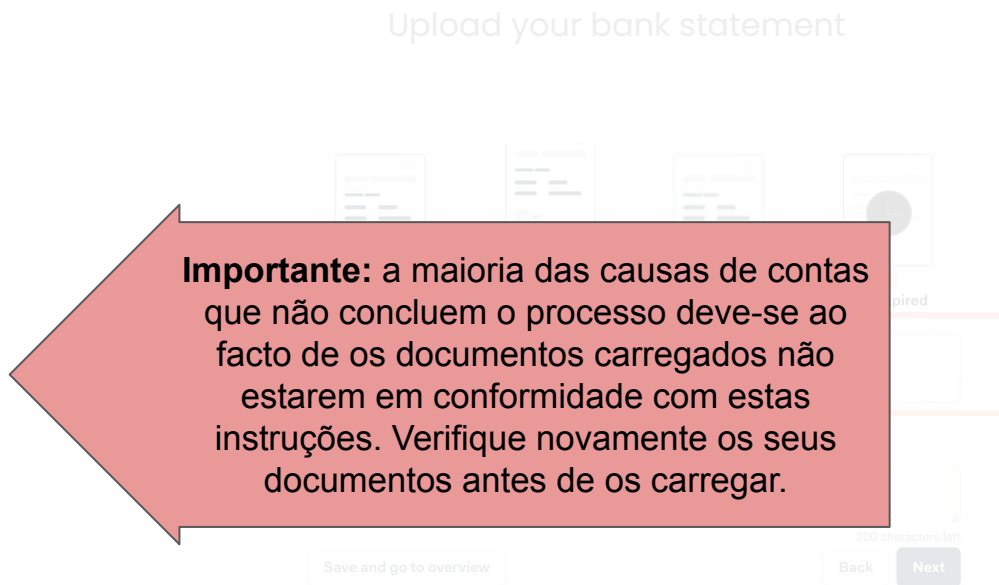 Upload your bank statement
Importante: a maioria das causas de contas
que não concluem o processo deve-se ao
facto de os documentos carregados não
estarem em conformidade com estas
instruções. Verifique novamente os seus
documentos antes de os carregar.
200 characters left
Save and go to overview
Back
Next